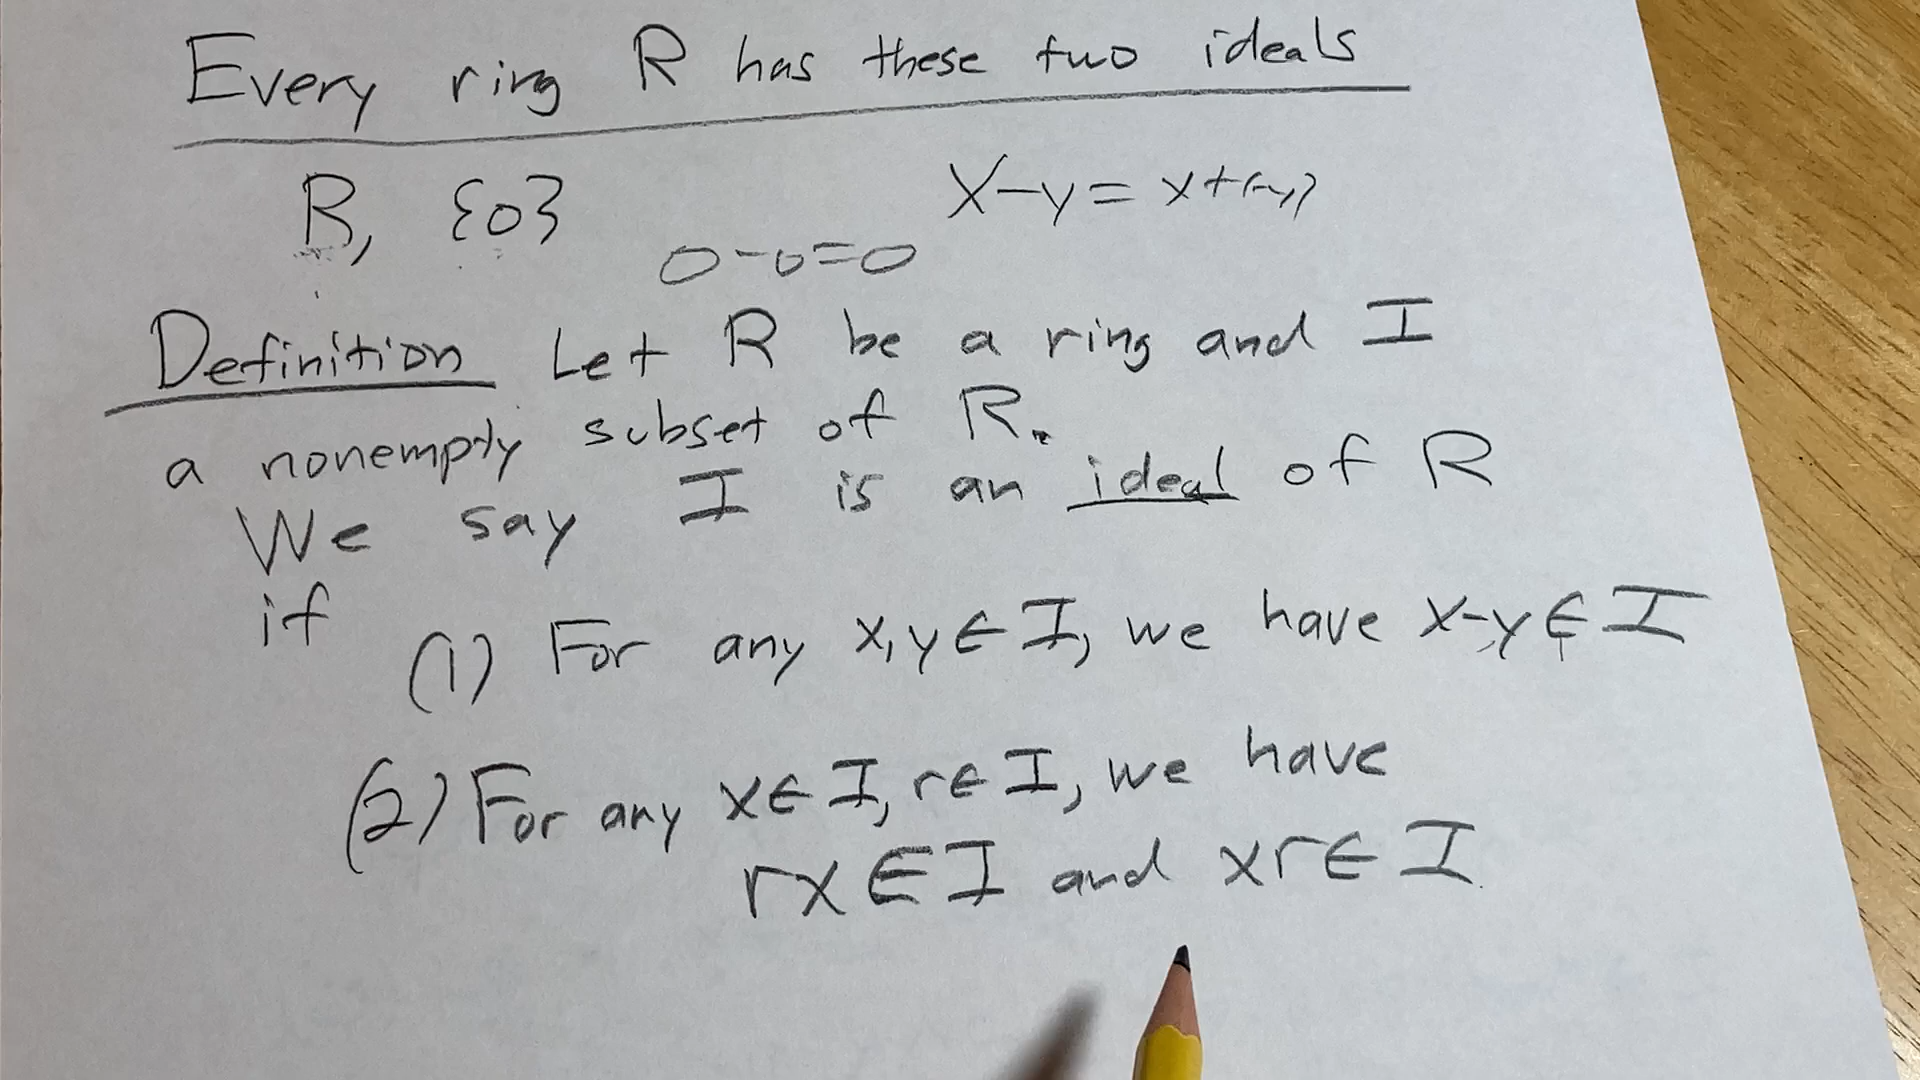 Every ring R has these two ideals
R, {0}
x-y = x+(-y)
0-0=0
Definition Let R be a ring and I
a nonempty subset of R.
We say I is an ideal of R
if
(1) For any x,y ∈ I, we have x-y ∈ I
(2) For any x ∈ I, r ∈ I, we have
rx ∈ I and xr ∈ I.